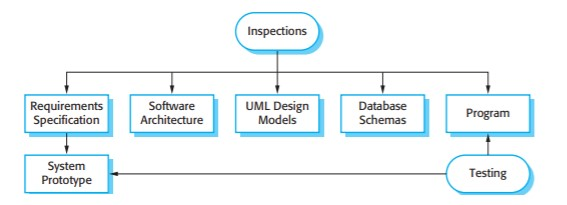 Inspections
Requirements
Specification
Software
Architecture
UML Design
Models
Database
Schemas
Program
System
Prototype
Testing